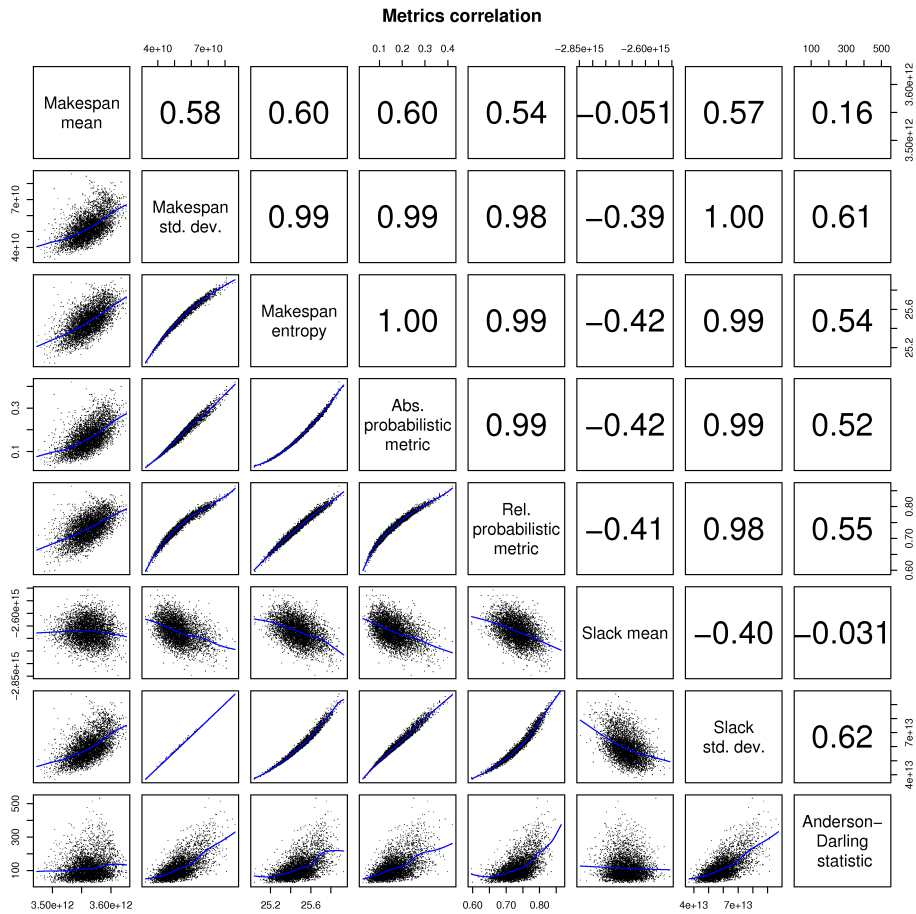 Metrics correlation
4e+10 7e+10 0.1 0.2 0.3 0.4 −2.85e+15 −2.60e+15 100 300 500
Makespan
mean
0.58 0.60 0.60 0.54 −0.051 0.57 0.16
3.50e+12 3.60e+12
4e+10 7e+10
Makespan
std. dev.
0.99 0.99 0.98 −0.39 1.00 0.61
Makespan
entropy
1.00 0.99 −0.42 0.99 0.54
25.2 25.6
0.1 0.3
Abs.
probabilistic
metric
0.99 −0.42 0.99 0.52
Rel.
probabilistic
metric
−0.41 0.98 0.55
0.60 0.70 0.80
−2.85e+15 −2.60e+15
Slack mean
−0.40 −0.031
Slack
std. dev.
0.62
4e+13 7e+13
100 300 500
Anderson−
Darling
statistic
3.50e+12 3.60e+12 25.2 25.6 0.60 0.70 0.80 4e+13 7e+13